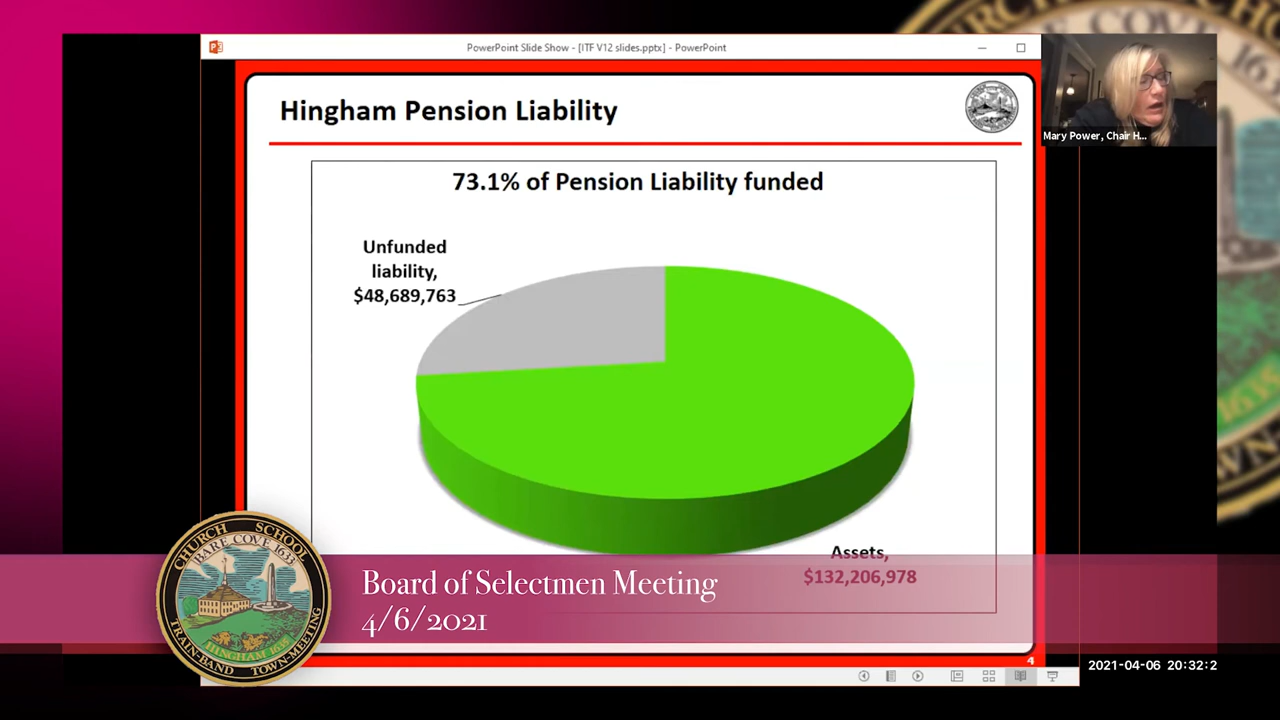 PowerPoint Slide Show - [ITF V12 slides.pptx] - PowerPoint
Hingham Pension Liability
Mary Power, Chair H...
73.1% of Pension Liability funded
Unfunded
liability,
$48,689,763
Assets,
$132,206,978
4
CHURCH SCHOOL
BARE COVE 1633
HINGHAM 1635
TRAIN-BAND TOWN-MEETING
Board of Selectmen Meeting
4/6/2021
2021-04-06 20:32:2